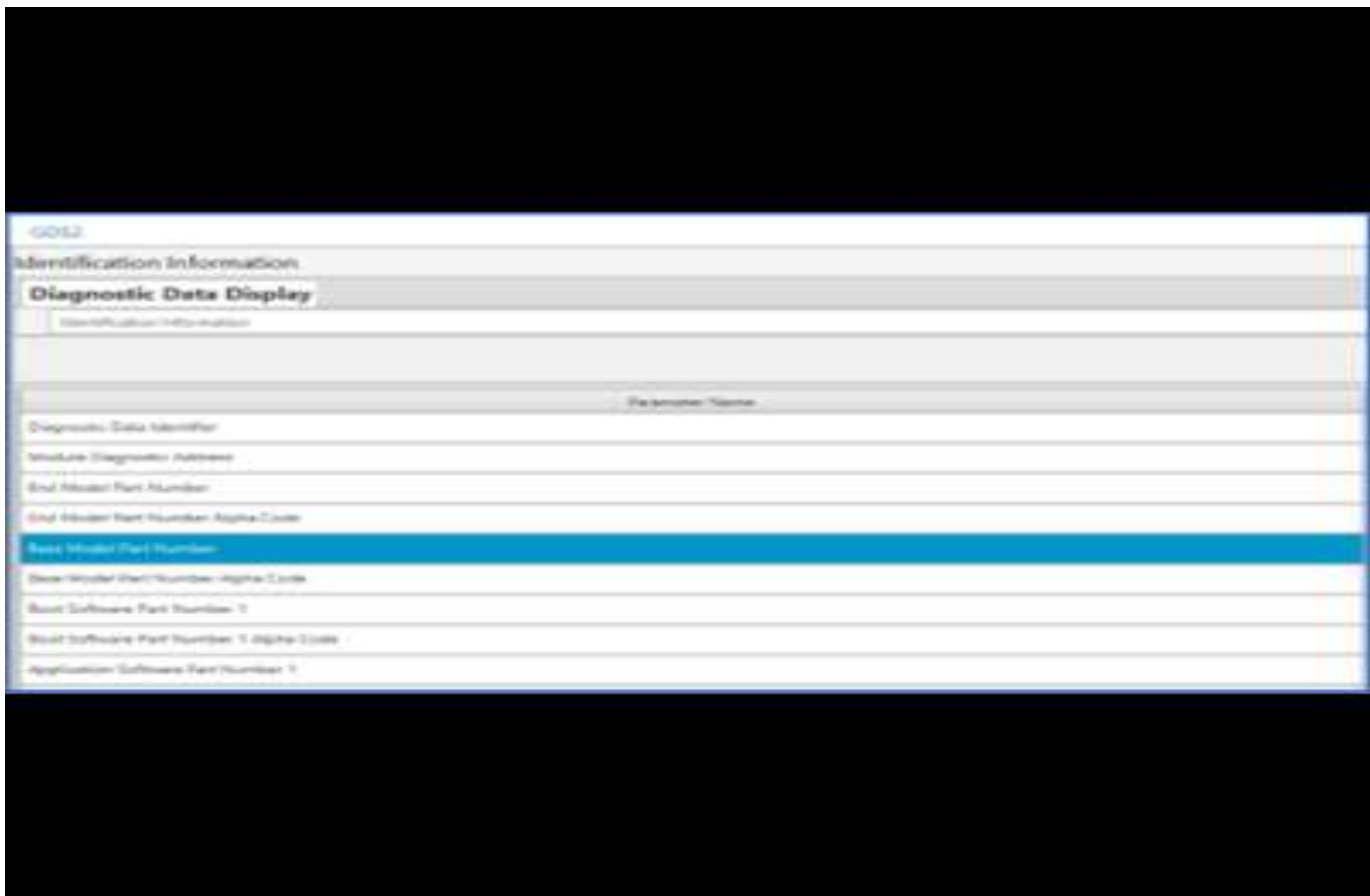 GDS2
Identification Information
Diagnostic Data Display
Identification Information
Parameter Name
Diagnostic Data Identifier
Module Diagnostic Address
End Model Part Number
End Model Part Number Alpha Code
Base Model Part Number
Base Model Part Number Alpha Code
Boot Software Part Number 1
Boot Software Part Number 1 Alpha Code
Application Software Part Number 1